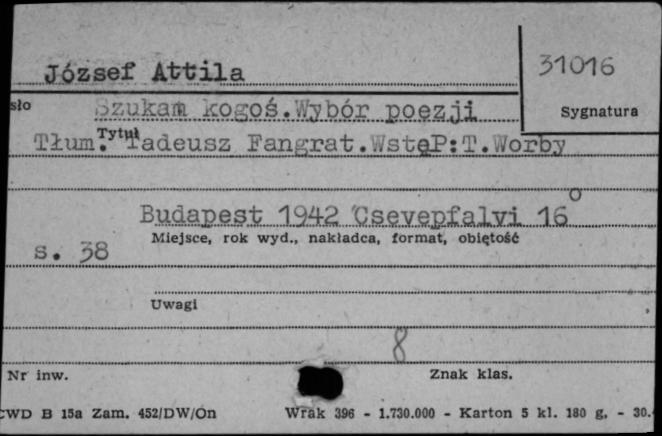 József Attila
31016
sło Szukam kogoś.Wybór poezji
Sygnatura
Tytuł
Tłum. Tadeusz Fangrat.WstęP:T.Worby
Budapest 1942 Csevepfalvi 16o
Miejsce, rok wyd., nakładca, format, obiętość
s. 38
Uwagi
8
Nr inw.
Znak klas.
CWD B 15a Zam. 452/DW/On Wrak 396 - 1.730.000 - Karton 5 kl. 180 g, - 30.